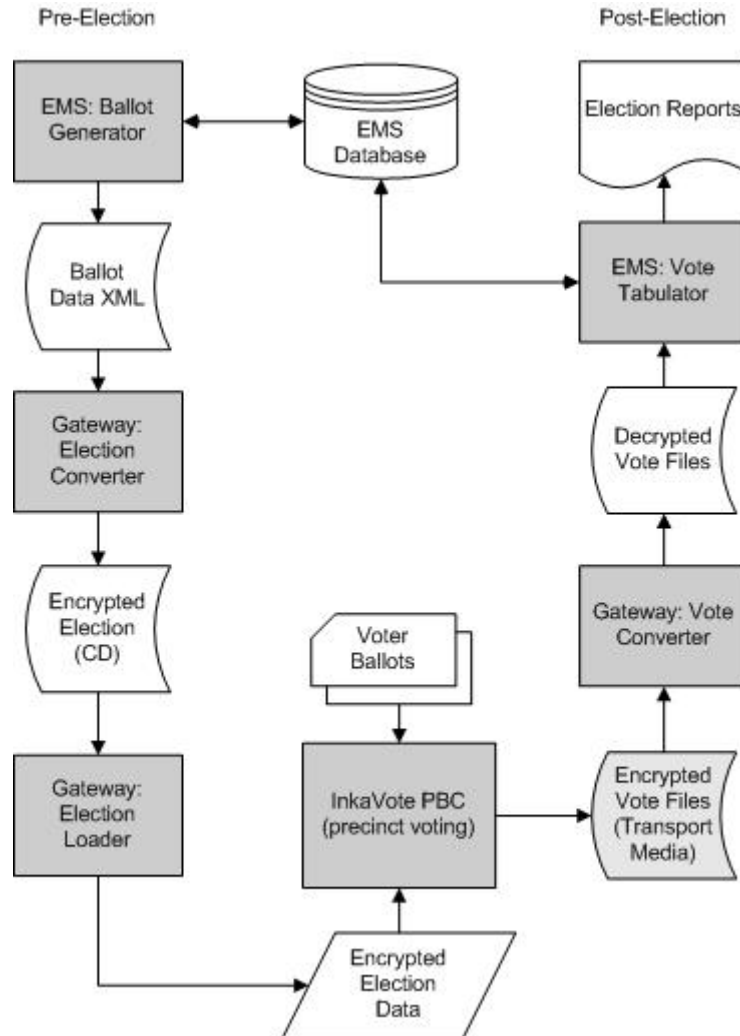 Pre-Election
Post-Election
EMS: Ballot
Generator
EMS
Database
Election Reports
Ballot
Data XML
EMS: Vote
Tabulator
Gateway:
Election
Converter
Decrypted
Vote Files
Encrypted
Election
(CD)
Voter
Ballots
Gateway: Vote
Converter
Gateway:
Election
Loader
InkaVote PBC
(precinct voting)
Encrypted
Vote Files
(Transport
Media)
Encrypted
Election
Data